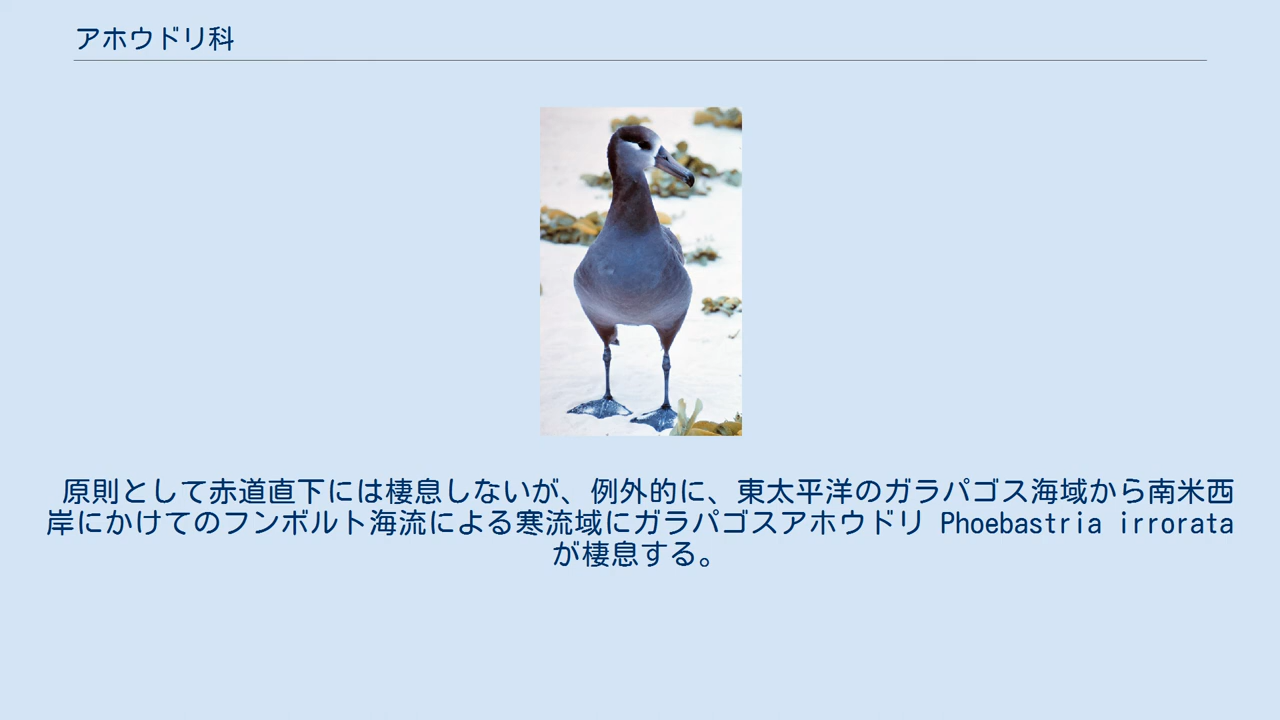 アホウドリ科
原則として赤道直下には棲息しないが、例外的に、東太平洋のガラパゴス海域から南米西
岸にかけてのフンボルト海流による寒流域にガラパゴスアホウドリ Phoebastria irrorata
が棲息する。